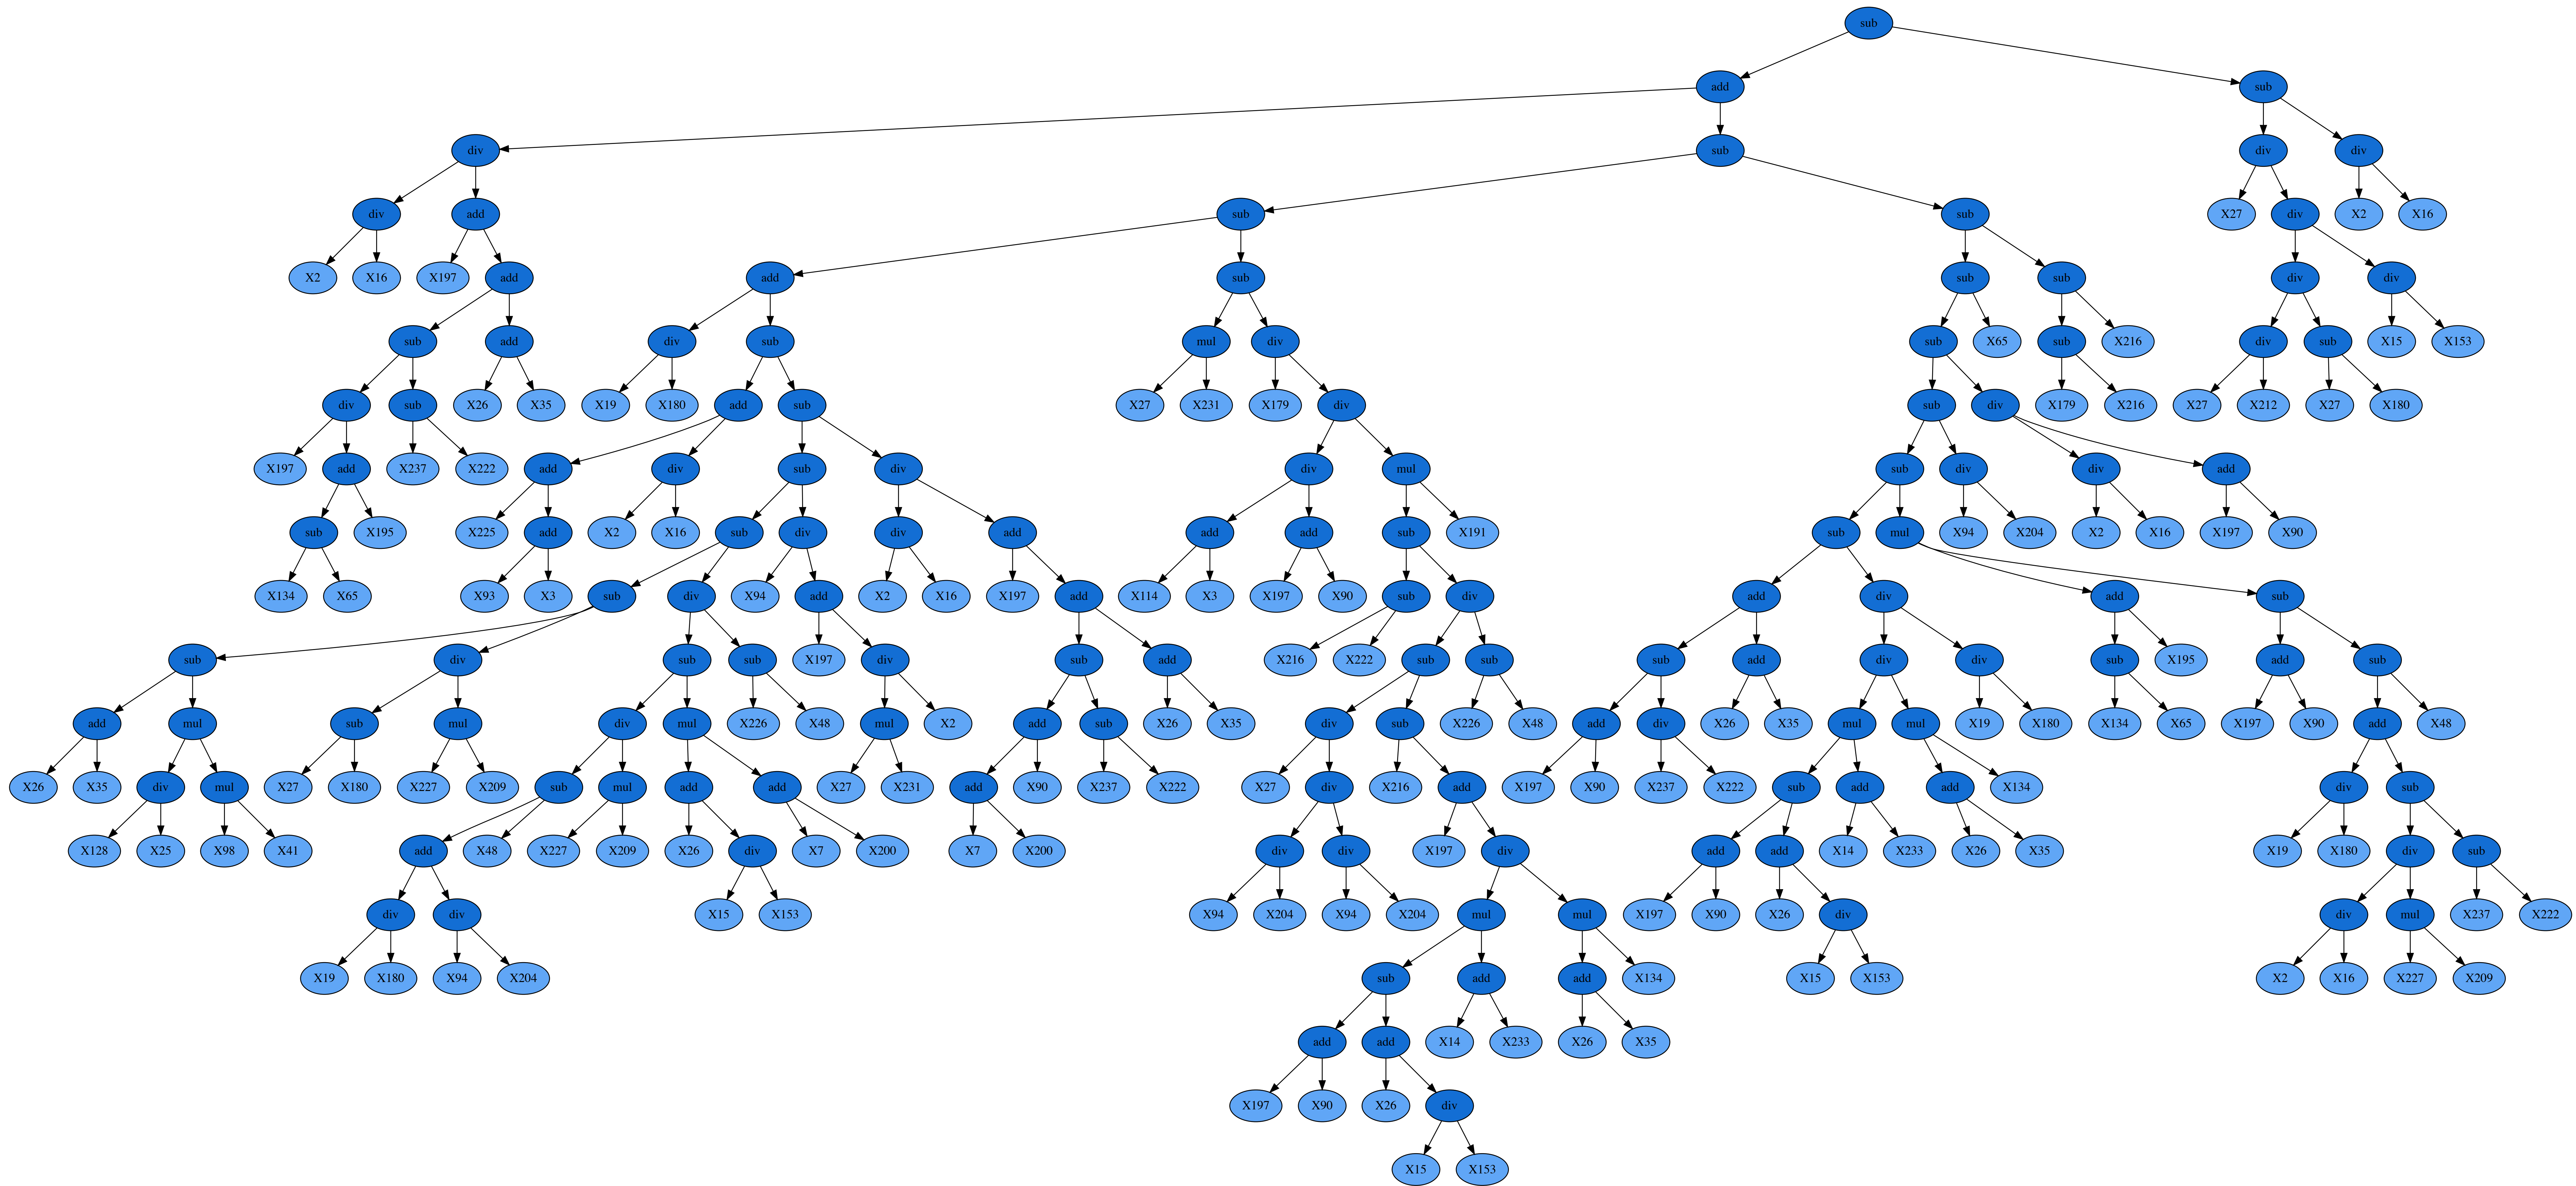 sub
add sub
div sub div div
div add sub sub X27 div X2 X16
X2 X16 X197 add add sub sub sub div div
sub add div sub mul div sub X65 sub X216 div sub X15 X153
div sub X26 X35 X19 X180 add sub X27 X231 X179 div sub div X179 X216 X27 X212 X27 X180
X197 add X237 X222 add div sub div div mul sub div div add
sub X195 X225 add X2 X16 sub div div add add add sub X191 sub mul X94 X204 X2 X16 X197 X90
X134 X65 X93 X3 sub div X94 add X2 X16 X197 add X114 X3 X197 X90 sub div add div add sub
sub div sub sub X197 div sub add X216 X222 sub sub sub add div div sub X195 add sub
add mul sub mul div mul X226 X48 mul X2 add sub X26 X35 div sub X226 X48 add div X26 X35 mul mul X19 X180 X134 X65 X197 X90 add X48
X26 X35 div mul X27 X180 X227 X209 sub mul add add X27 X231 add X90 X237 X222 X27 div X216 add X197 X90 X237 X222 sub add add X134 div sub
X128 X25 X98 X41 add X48 X227 X209 X26 div X7 X200 X7 X200 div div X197 div add add X14 X233 X26 X35 X19 X180 div sub
div div X15 X153 X94 X204 X94 X204 mul mul X197 X90 X26 div div mul X237 X222
X19 X180 X94 X204 sub add add X134 X15 X153 X2 X16 X227 X209
add add X14 X233 X26 X35
X197 X90 X26 div
X15 X153